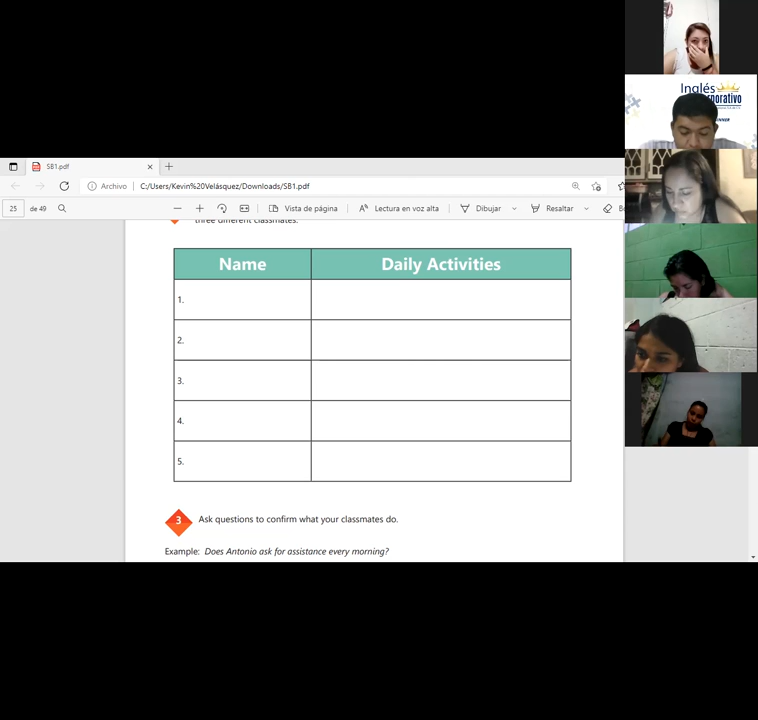 SB1.pdf
Archivo C:/Users/Kevin%20Velásquez/Downloads/SB1.pdf
25 de 49 Vista de página Lectura en voz alta Dibujar Resaltar
three different classmates.
Name Daily Activities
1.
2.
3.
4.
5.
3 Ask questions to confirm what your classmates do.
Example: Does Antonio ask for assistance every morning?
Inglés